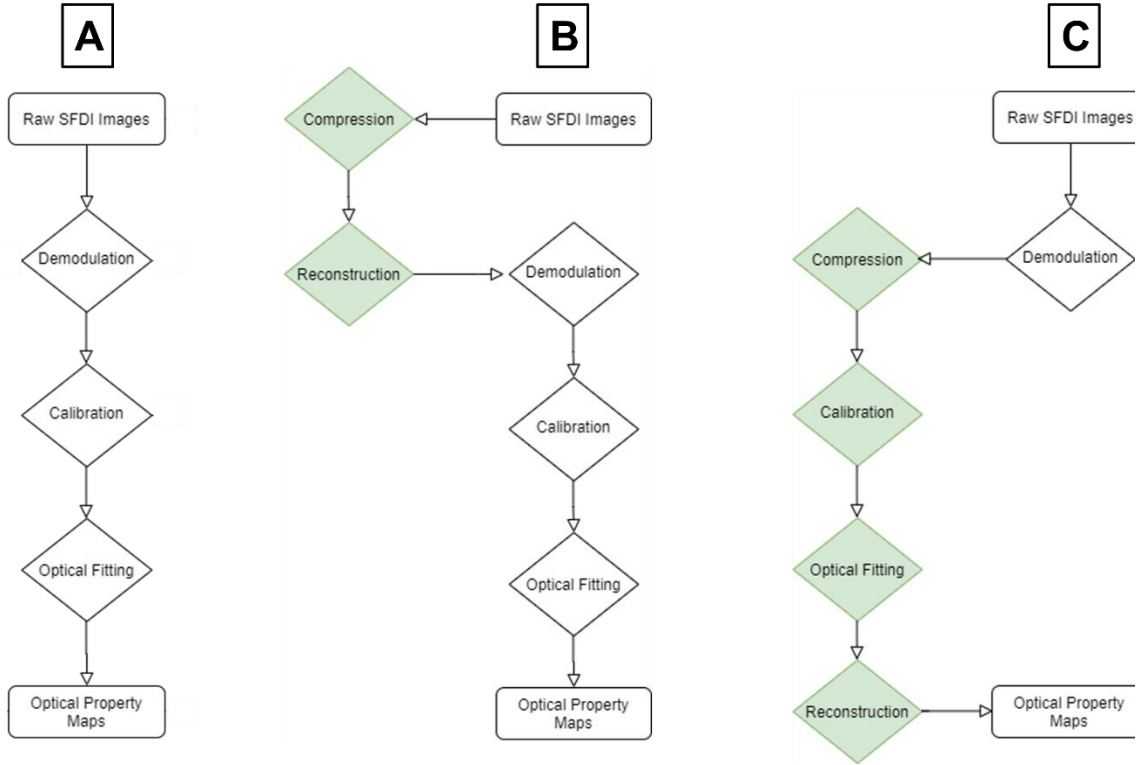 A
Raw SFDI Images
Demodulation
Calibration
Optical Fitting
Optical Property
Maps
B
Compression
Raw SFDI Images
Reconstruction
Demodulation
Calibration
Optical Fitting
Optical Property
Maps
C
Raw SFDI Images
Compression
Demodulation
Calibration
Optical Fitting
Reconstruction
Optical Property
Maps